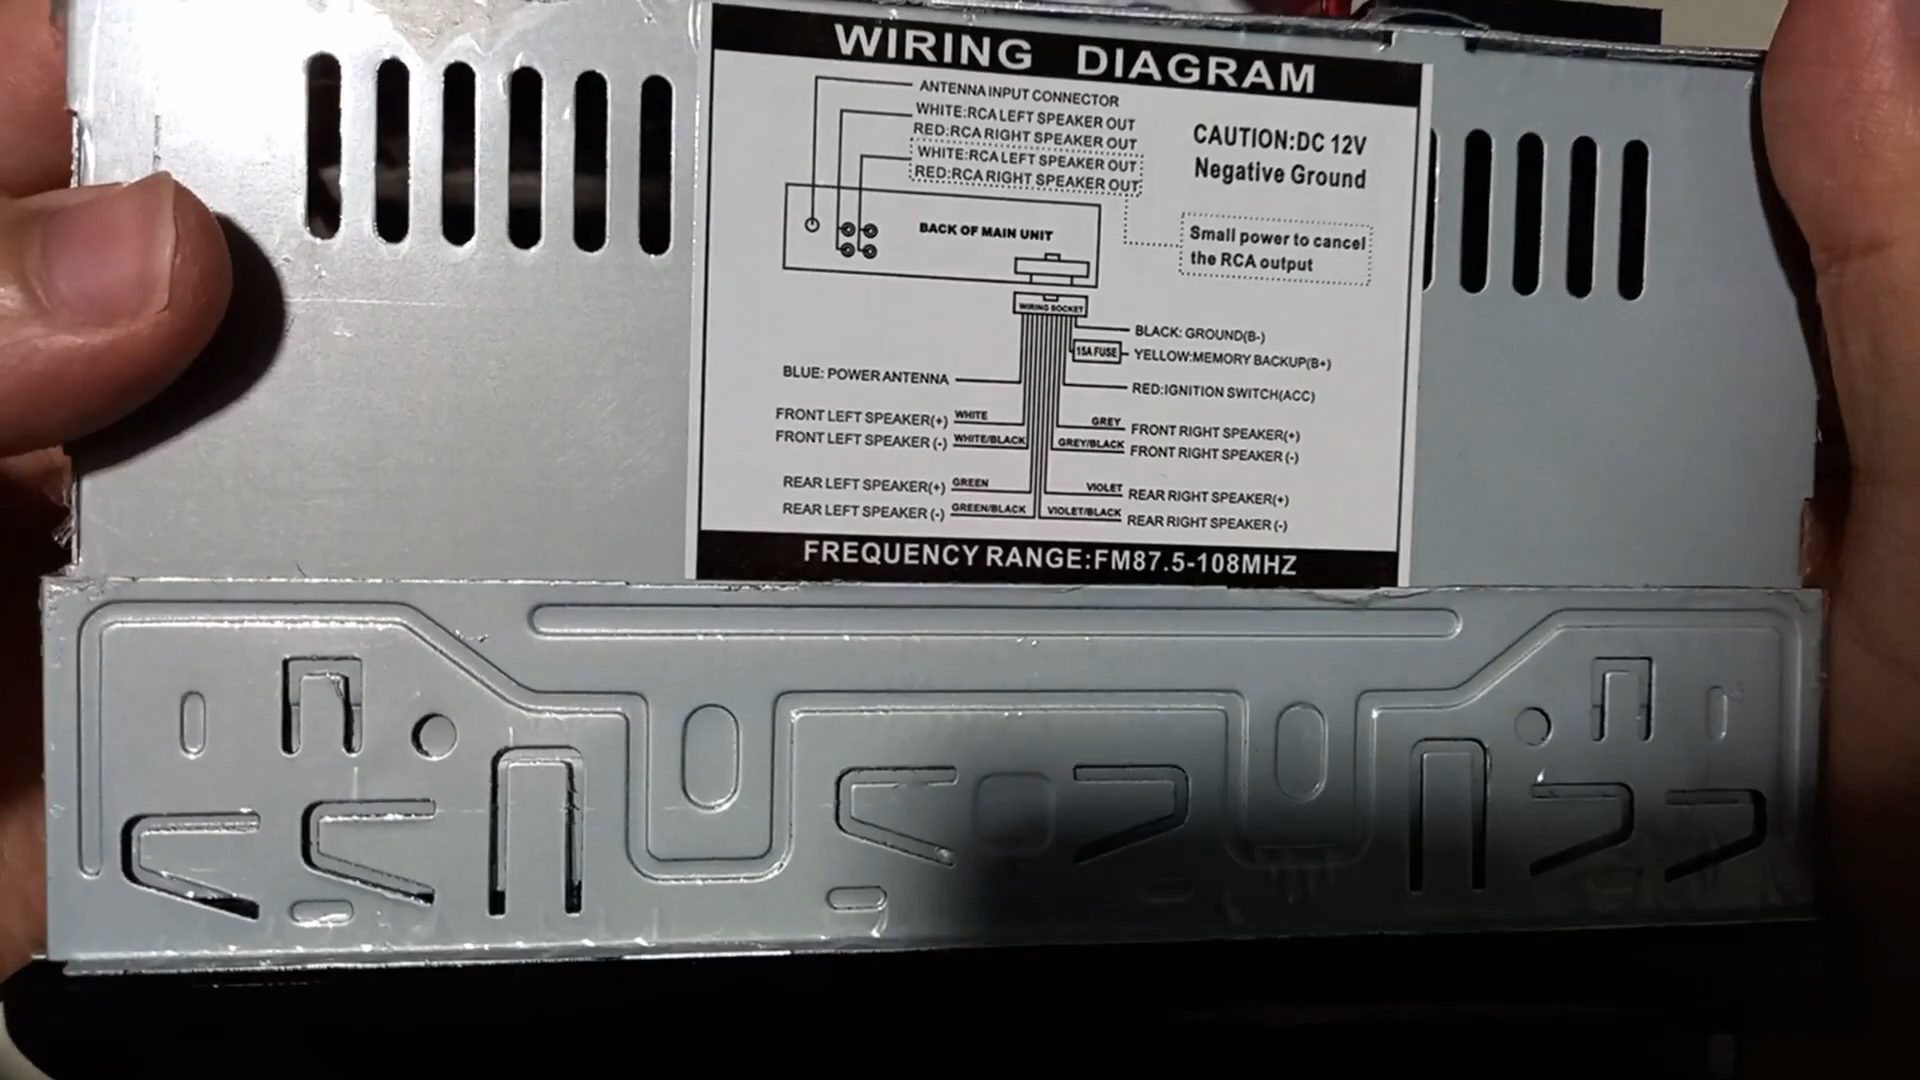 WIRING DIAGRAM
ANTENNA INPUT CONNECTOR
WHITE:RCA LEFT SPEAKER OUT
RED:RCA RIGHT SPEAKER OUT
WHITE:RCA LEFT SPEAKER OUT
RED:RCA RIGHT SPEAKER OUT
CAUTION:DC 12V
Negative Ground
BACK OF MAIN UNIT
Small power to cancel
the RCA output
WIRING SOCKET
BLACK: GROUND(B-)
15A FUSE
YELLOW:MEMORY BACKUP(B+)
BLUE: POWER ANTENNA
RED:IGNITION SWITCH(ACC)
FRONT LEFT SPEAKER(+) WHITE
GREY FRONT RIGHT SPEAKER(+)
FRONT LEFT SPEAKER (-) WHITE/BLACK
GREY/BLACK FRONT RIGHT SPEAKER (-)
REAR LEFT SPEAKER(+) GREEN
VIOLET REAR RIGHT SPEAKER(+)
REAR LEFT SPEAKER (-) GREEN/BLACK
VIOLET/BLACK REAR RIGHT SPEAKER (-)
FREQUENCY RANGE:FM87.5-108MHZ